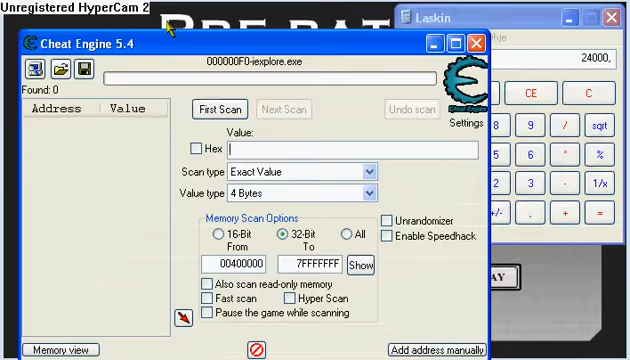 Unregistered HyperCam 2
Laskin
24000,
CE
C
8
9
/
sqrt
5
6
*
%
2
3
-
1/x
+/-
,
+
=
Cheat Engine 5.4
000000F0-iexplore.exe
Found: 0
Address
Value
First Scan
Next Scan
Undo scan
Cheat Engine
Settings
Value:
Hex
Scan type
Exact Value
Value type
4 Bytes
Memory Scan Options
16-Bit
32-Bit
All
From
To
00400000
7FFFFFFF
Show
Unrandomizer
Enable Speedhack
Also scan read-only memory
Fast scan
Hyper Scan
Pause the game while scanning
Memory view
Add address manually